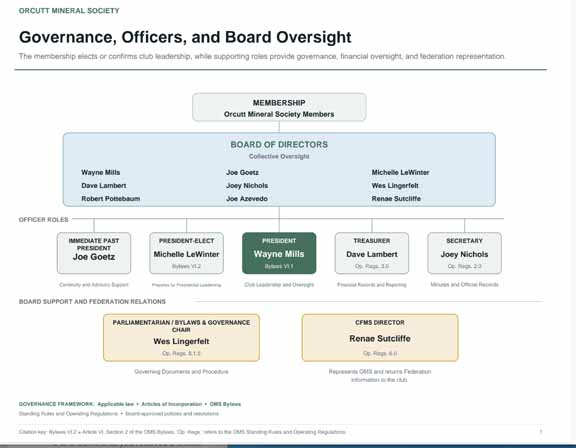 ORCUTT MINERAL SOCIETY
Governance, Officers, and Board Oversight
The membership elects or confirms club leadership, while supporting roles provide governance, financial oversight, and federation representation.
MEMBERSHIP
Orcutt Mineral Society Members
BOARD OF DIRECTORS
Collective Oversight
Wayne Mills Joe Goetz Michelle LeWinter
Dave Lambert Joey Nichols Wes Lingerfelt
Robert Pottebaum Joe Azevedo Renae Sutcliffe
OFFICER ROLES
IMMEDIATE PAST
PRESIDENT
Joe Goetz
Continuity and Advisory Support
PRESIDENT-ELECT
Michelle LeWinter
Bylaws VI.2
Prepares for Presidential Leadership
PRESIDENT
Wayne Mills
Bylaws VI.1
Club Leadership and Oversight
TREASURER
Dave Lambert
Op. Regs. 3.0
Financial Records and Reporting
SECRETARY
Joey Nichols
Op. Regs. 2.0
Minutes and Official Records
BOARD SUPPORT AND FEDERATION RELATIONS
PARLIAMENTARIAN / BYLAWS & GOVERNANCE
CHAIR
Wes Lingerfelt
Op. Regs. 8.1.0
Governing Documents and Procedure
CFMS DIRECTOR
Renae Sutcliffe
Op. Regs. 6.0
Represents OMS and returns Federation
information to the club.
GOVERNANCE FRAMEWORK: Applicable law • Articles of Incorporation • OMS Bylaws
Standing Rules and Operating Regulations • Board-approved policies and resolutions
Citation key: Bylaws VI.2 = Article VI, Section 2 of the OMS Bylaws. 'Op. Regs.' refers to the OMS Standing Rules and Operating Regulations.
1